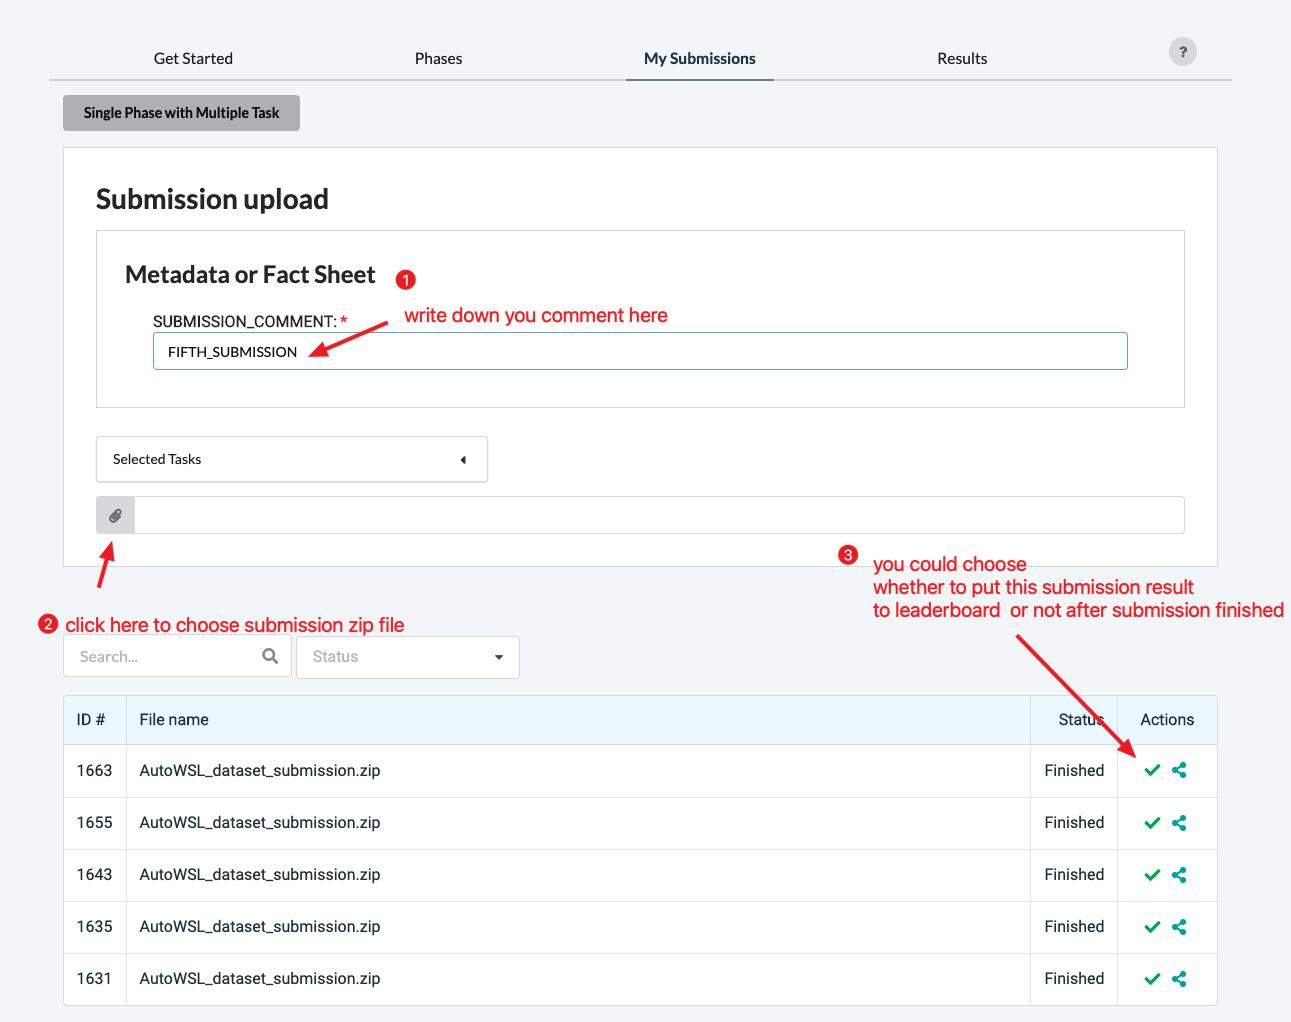 Get Started Phases My Submissions Results ?
Single Phase with Multiple Task
Submission upload
Metadata or Fact Sheet 1
write down you comment here
SUBMISSION_COMMENT: *
FIFTH_SUBMISSION
Selected Tasks
3 you could choose
whether to put this submission result
to leaderboard or not after submission finished
2 click here to choose submission zip file
Search... Status
ID # File name Status Actions
1663 AutoWSL_dataset_submission.zip Finished
1655 AutoWSL_dataset_submission.zip Finished
1643 AutoWSL_dataset_submission.zip Finished
1635 AutoWSL_dataset_submission.zip Finished
1631 AutoWSL_dataset_submission.zip Finished